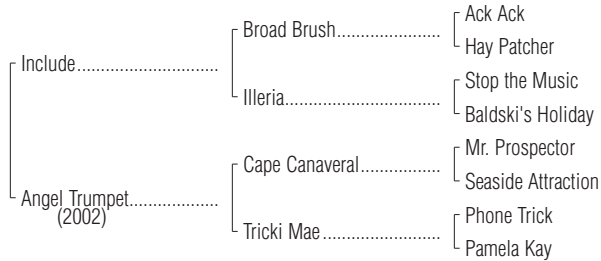 Ack Ack
Broad Brush
Hay Patcher
Include
Stop the Music
Illeria
Baldski's Holiday
Mr. Prospector
Cape Canaveral
Seaside Attraction
Angel Trumpet
(2002)
Phone Trick
Tricki Mae
Pamela Kay